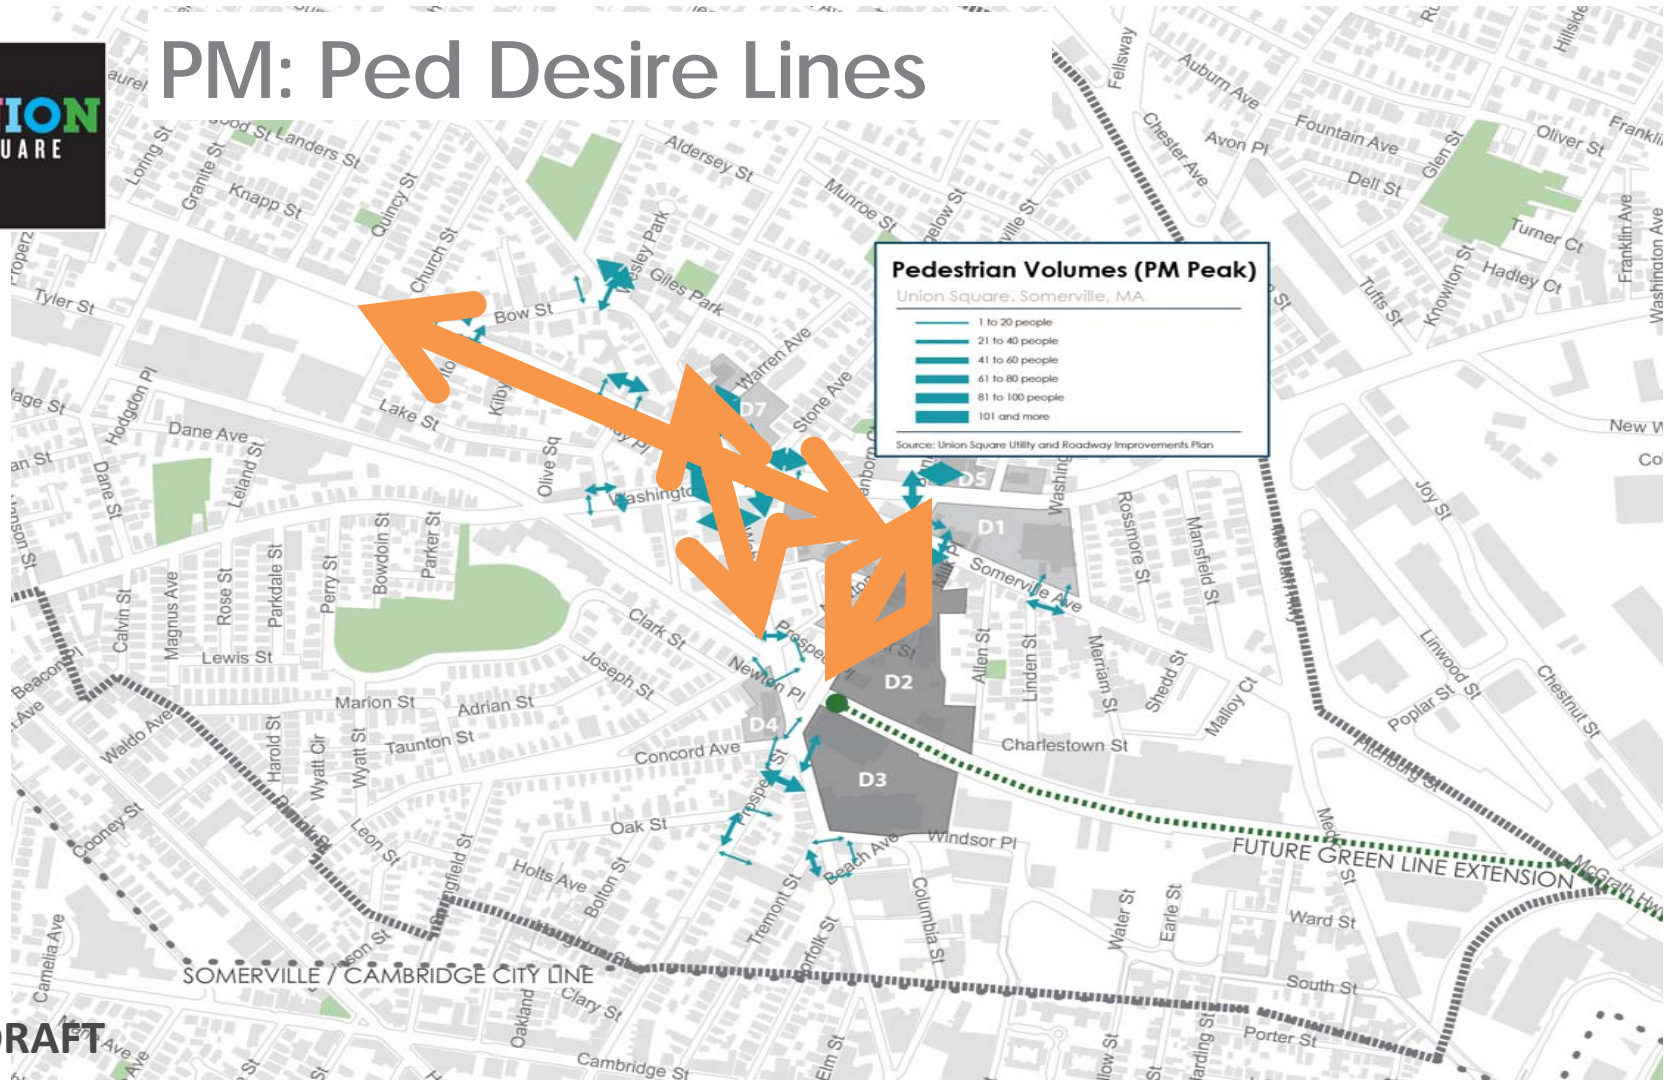 PM: Ped Desire Lines
ION
UARE
Pedestrian Volumes (PM Peak)
Union Square. Somerville, MA
1 to 20 people
21 to 40 people
41 to 60 people
61 to 80 people
81 to 100 people
101 and more
Source: Union Square Utility and Roadway Improvements Plan
Loring St
Granite St
Landers St
Knapp St
Quincy St
Church St
Aldersey St
Munroe St
Fellsway
Auburn Ave
Chester Ave
Avon Pl
Fountain Ave
Dell St
Glen St
Oliver St
Turner Ct
Hadley Ct
Knowlton St
Tufts St
Franklin Ave
Washington Ave
Hillside
Tyler St
Bow St
Giles Park
Warren Ave
Stone Ave
Lake St
Hodgdon Pl
Dane Ave
Dane St
Leland St
Olive Sq
Kilby
D7
D5
D1
Joy St
New W
Rossmore St
Mansfield St
Somerville Ave
Bowdoin St
Parker St
Perry St
Parkdale St
Rose St
Magnus Ave
Calvin St
Lewis St
Clark St
Joseph St
Newton Pl
Marion St
Adrian St
Taunton St
Concord Ave
Waldo Ave
Harold St
Wyatt Cir
Wyatt St
D4
D2
D3
Allen St
Linden St
Merriam St
Shedd St
Malloy Ct
Charlestown St
Linwood St
Poplar St
Chestnut St
Fitchburg St
Cooney St
Leon St
Oak St
Holts Ave
Bolton St
Beach Ave
Windsor Pl
Tremont St
Columbia St
FUTURE GREEN LINE EXTENSION
McGrath Hw
Water St
Earle St
Ward St
South St
Porter St
Camelia Ave
SOMERVILLE / CAMBRIDGE CITY LINE
Clary St
Oakland
Cambridge St
Elm St
DRAFT